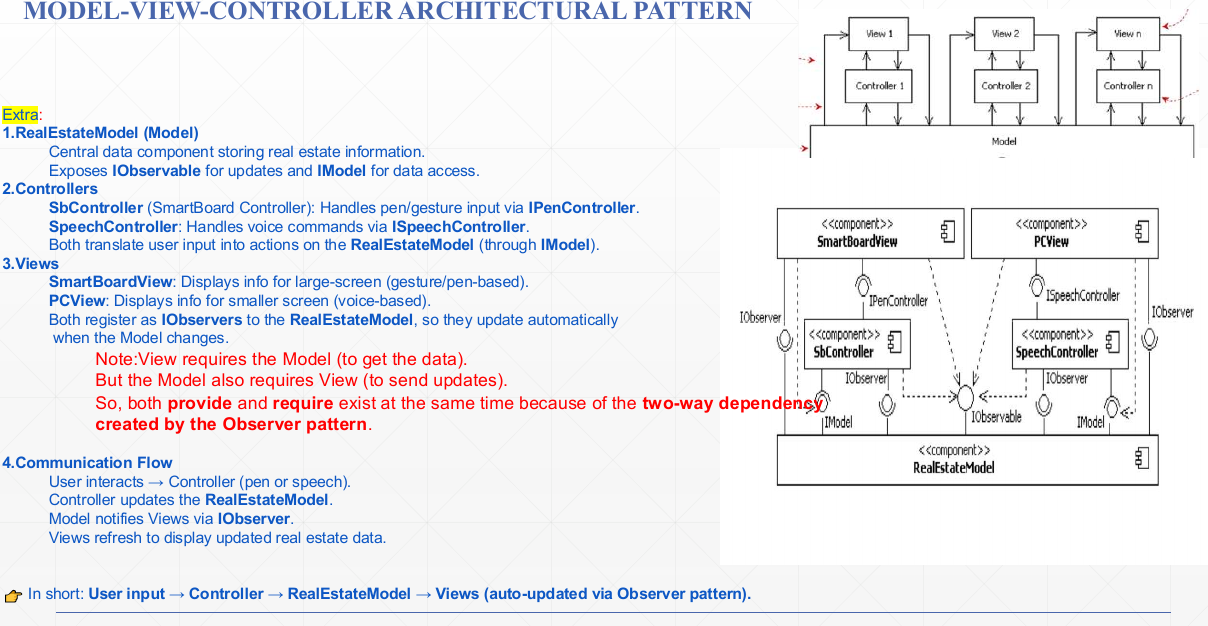 MODEL-VIEW-CONTROLLER ARCHITECTURAL PATTERN
Extra:
1.RealEstateModel (Model)
Central data component storing real estate information.
Exposes IObservable for updates and IModel for data access.
2.Controllers
SbController (SmartBoard Controller): Handles pen/gesture input via IPenController.
SpeechController: Handles voice commands via ISpeechController.
Both translate user input into actions on the RealEstateModel (through IModel).
3.Views
SmartBoardView: Displays info for large-screen (gesture/pen-based).
PCView: Displays info for smaller screen (voice-based).
Both register as IObservers to the RealEstateModel, so they update automatically
when the Model changes.
Note:View requires the Model (to get the data).
But the Model also requires View (to send updates).
So, both provide and require exist at the same time because of the two-way dependency
created by the Observer pattern.
4.Communication Flow
User interacts → Controller (pen or speech).
Controller updates the RealEstateModel.
Model notifies Views via IObserver.
Views refresh to display updated real estate data.
👉 In short: User input → Controller → RealEstateModel → Views (auto-updated via Observer pattern).
View 1
View 2
View n
Controller 1
Controller 2
Controller n
Model
<<component>>
SmartBoardView
<<component>>
PCView
IPenController
ISpeechController
IObserver
IObserver
<<component>>
SbController
<<component>>
SpeechController
IObserver
IObserver
IModel
IObservable
IModel
<<component>>
RealEstateModel